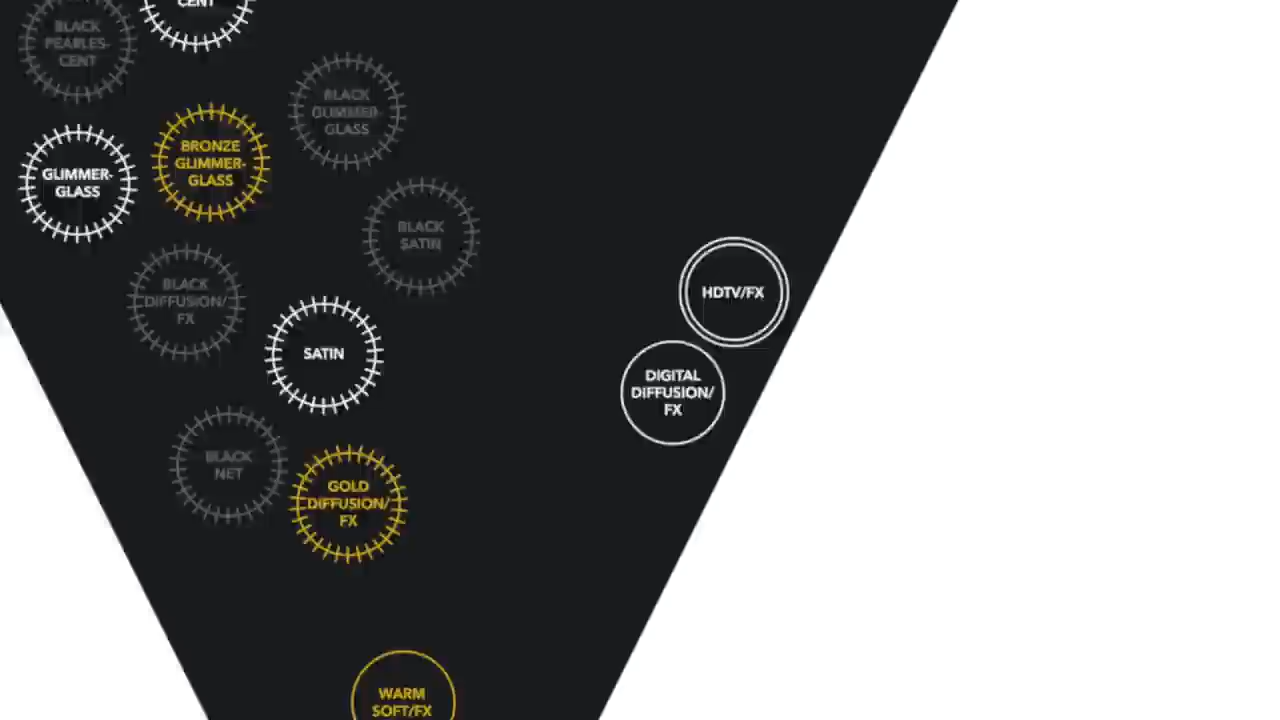 CENT
BLACK
PEARLES-
CENT
BLACK
GLIMMER-
GLASS
BRONZE
GLIMMER-
GLASS
GLIMMER-
GLASS
BLACK
SATIN
BLACK
DIFFUSION/
FX
HDTV/FX
SATIN
DIGITAL
DIFFUSION/
FX
BLACK
NET
GOLD
DIFFUSION/
FX
WARM
SOFT/FX